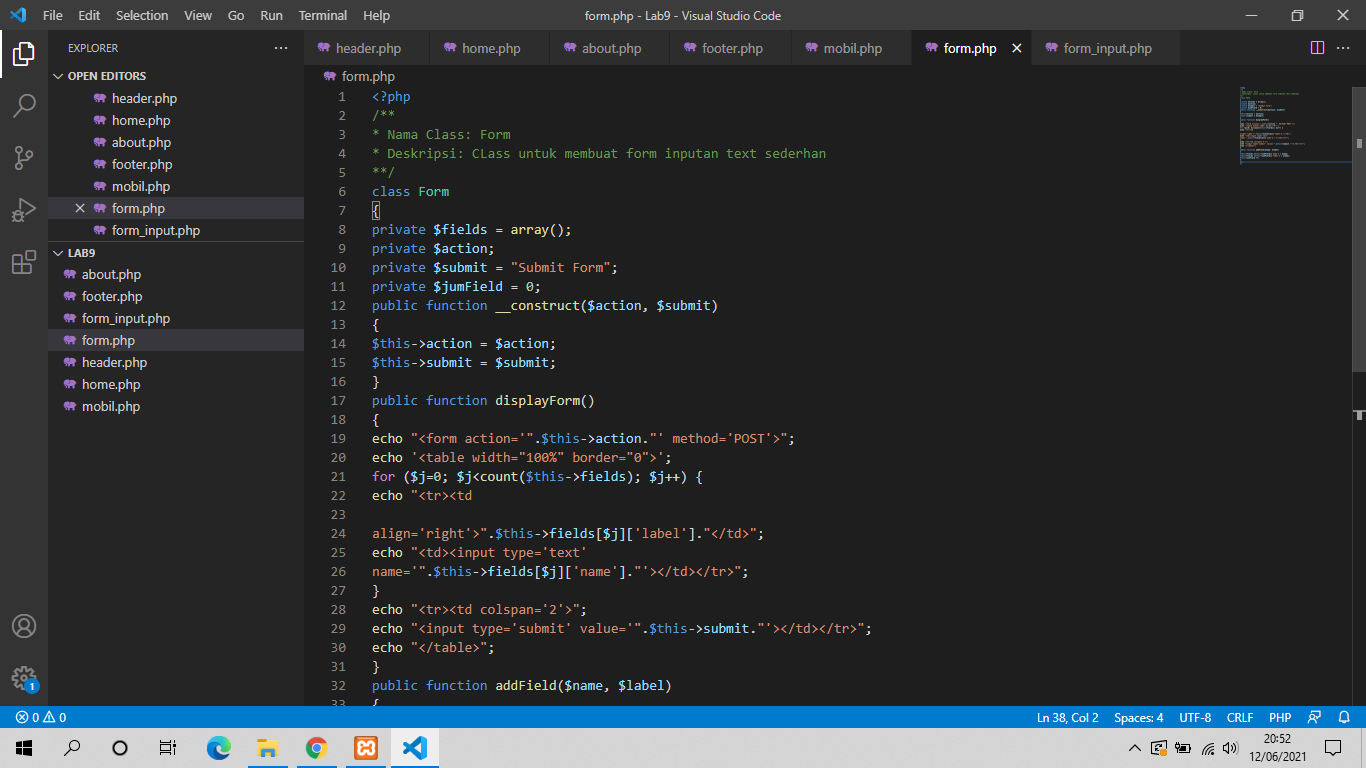 File Edit Selection View Go Run Terminal Help form.php - Lab9 - Visual Studio Code
EXPLORER
OPEN EDITORS
header.php
home.php
about.php
footer.php
mobil.php
form.php
form_input.php
LAB9
about.php
footer.php
form_input.php
form.php
header.php
home.php
mobil.php
1
header.php home.php about.php footer.php mobil.php form.php form_input.php
form.php
1 <?php
2 /**
3 * Nama Class: Form
4 * Deskripsi: CLass untuk membuat form inputan text sederhan
5 **/
6 class Form
7 {
8 private $fields = array();
9 private $action;
10 private $submit = "Submit Form";
11 private $jumField = 0;
12 public function __construct($action, $submit)
13 {
14 $this->action = $action;
15 $this->submit = $submit;
16 }
17 public function displayForm()
18 {
19 echo "<form action='".$this->action."' method='POST'>";
20 echo '<table width="100%" border="0">';
21 for ($j=0; $j<count($this->fields); $j++) {
22 echo "<tr><td
23
24 align='right'>".$this->fields[$j]['label']."</td>";
25 echo "<td><input type='text'
26 name='".$this->fields[$j]['name']."'></td></tr>";
27 }
28 echo "<tr><td colspan='2'>";
29 echo "<input type='submit' value='".$this->submit."'></td></tr>";
30 echo "</table>";
31 }
32 public function addField($name, $label)
33 {
0 0 Ln 38, Col 2 Spaces: 4 UTF-8 CRLF PHP
20:52
12/06/2021